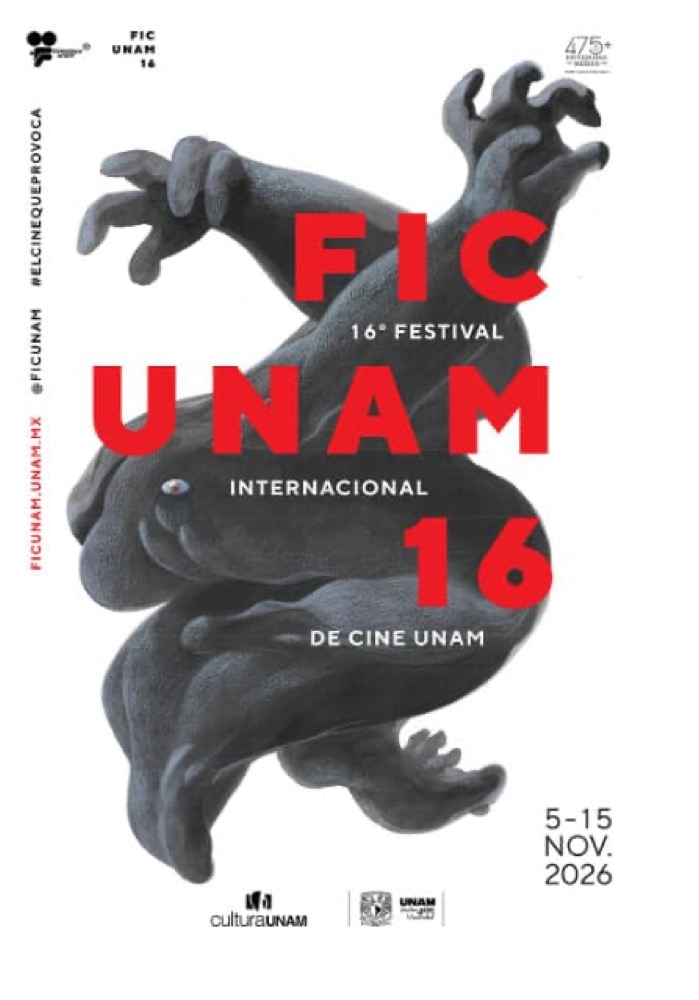 FIC
UNAM
16
475+
#ELCINEQUEPROVOCA
@FICUNAM
FICUNAM.UNAM.MX
FIC
16° FESTIVAL
UNAM
INTERNACIONAL
16
DE CINE UNAM
5-15
NOV.
2026
culturaUNAM
UNAM